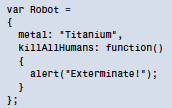 var Robot =
{
  metal: "Titanium",
  killAllHumans: function()
  {
    alert("Exterminate!");
  }
};